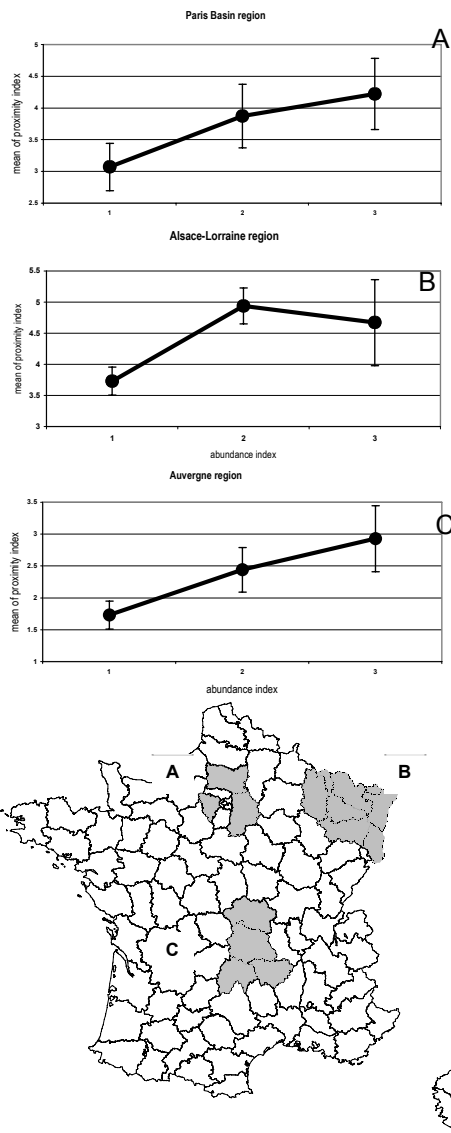 Paris Basin region
A
5
4.5
4
3.5
3
2.5
mean of proximity index
1 2 3
Alsace-Lorraine region
B
5.5
5
4.5
4
3.5
3
mean of proximity index
1 2 3
abundance index
Auvergne region
C
3.5
3
2.5
2
1.5
1
mean of proximity index
1 2 3
abundance index
A
B
C